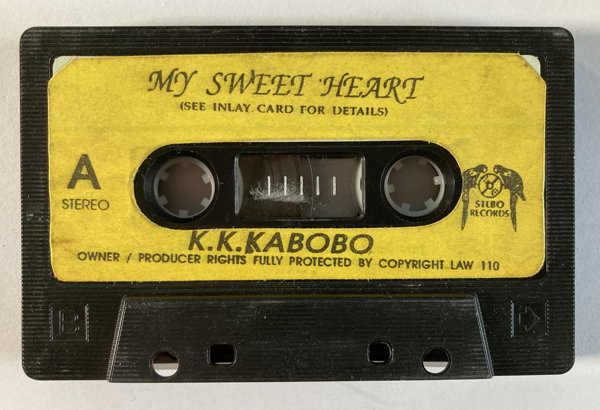 MY SWEET HEART
(SEE INLAY CARD FOR DETAILS)
A
STEREO
STEBO
RECORDS
K.K.KABOBO
OWNER / PRODUCER RIGHTS FULLY PROTECTED BY COPYRIGHT LAW 110
B